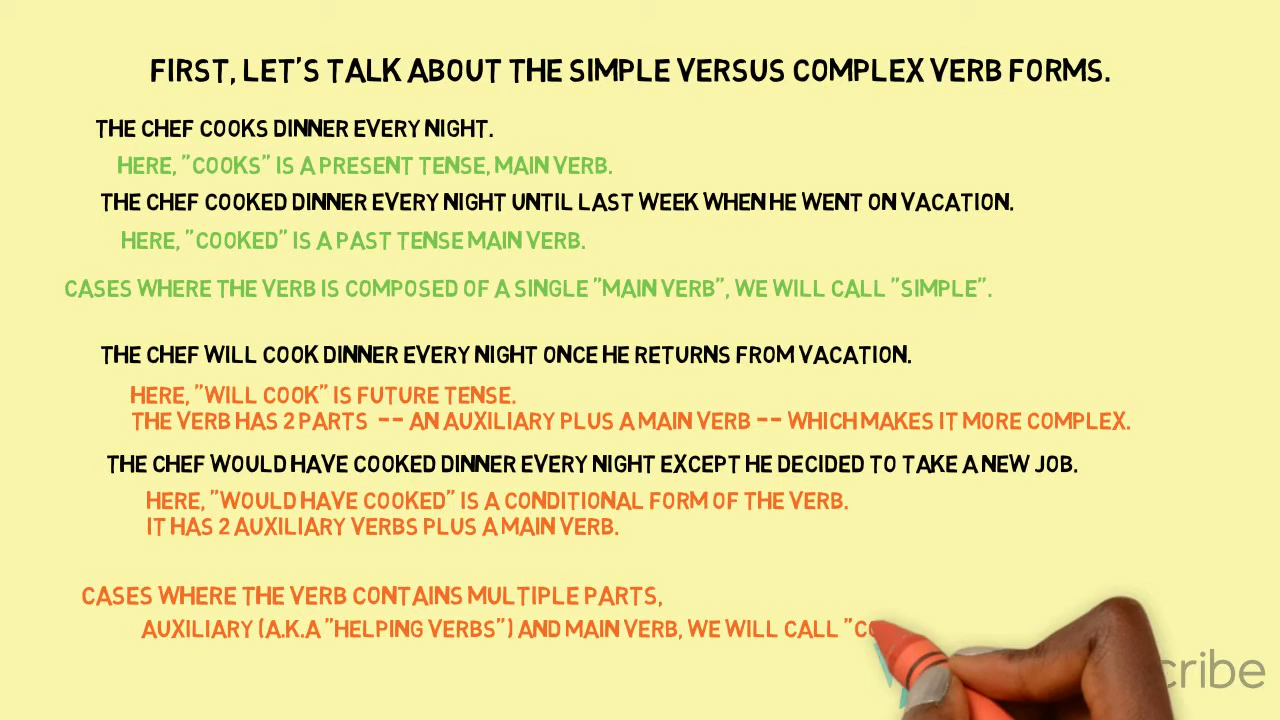 FIRST, LET'S TALK ABOUT THE SIMPLE VERSUS COMPLEX VERB FORMS.
THE CHEF COOKS DINNER EVERY NIGHT.
HERE, "COOKS" IS A PRESENT TENSE, MAIN VERB.
THE CHEF COOKED DINNER EVERY NIGHT UNTIL LAST WEEK WHEN HE WENT ON VACATION.
HERE, "COOKED" IS A PAST TENSE MAIN VERB.
CASES WHERE THE VERB IS COMPOSED OF A SINGLE "MAIN VERB", WE WILL CALL "SIMPLE".
THE CHEF WILL COOK DINNER EVERY NIGHT ONCE HE RETURNS FROM VACATION.
HERE, "WILL COOK" IS FUTURE TENSE.
THE VERB HAS 2 PARTS -- AN AUXILIARY PLUS A MAIN VERB -- WHICH MAKES IT MORE COMPLEX.
THE CHEF WOULD HAVE COOKED DINNER EVERY NIGHT EXCEPT HE DECIDED TO TAKE A NEW JOB.
HERE, "WOULD HAVE COOKED" IS A CONDITIONAL FORM OF THE VERB.
IT HAS 2 AUXILIARY VERBS PLUS A MAIN VERB.
CASES WHERE THE VERB CONTAINS MULTIPLE PARTS,
AUXILIARY (A.K.A "HELPING VERBS") AND MAIN VERB, WE WILL CALL